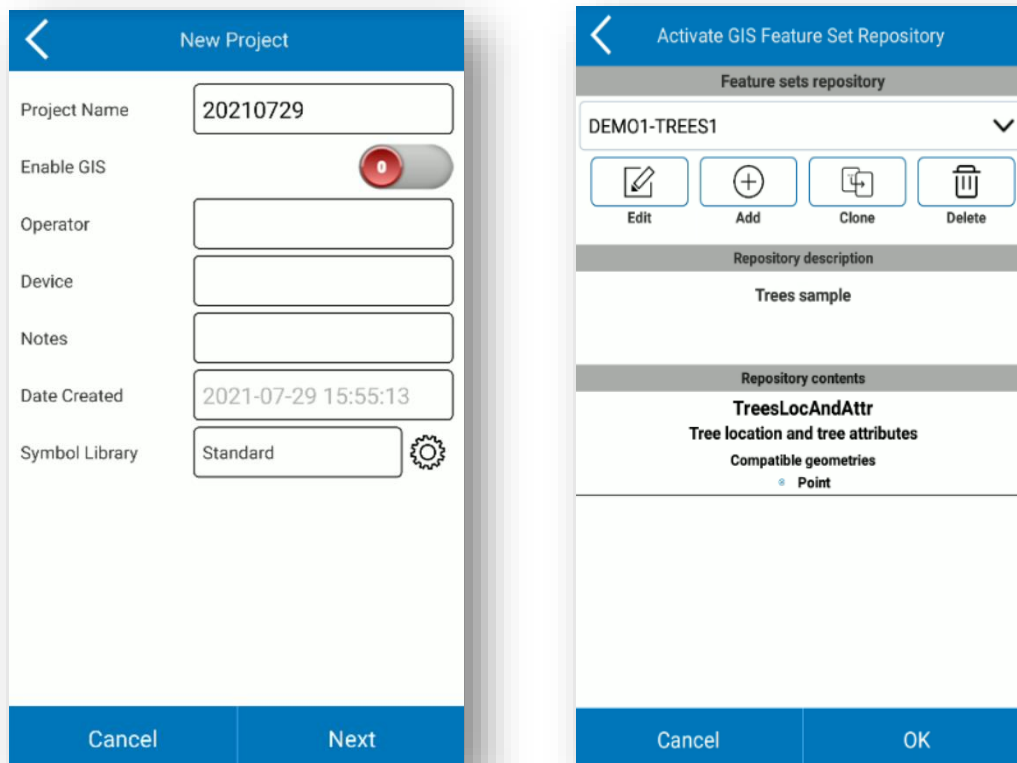 New Project
Project Name 20210729
Enable GIS 0
Operator
Device
Notes
Date Created 2021-07-29 15:55:13
Symbol Library Standard
Cancel Next
Activate GIS Feature Set Repository
Feature sets repository
DEMO1-TREES1
Edit Add Clone Delete
Repository description
Trees sample
Repository contents
TreesLocAndAttr
Tree location and tree attributes
Compatible geometries
Point
Cancel OK